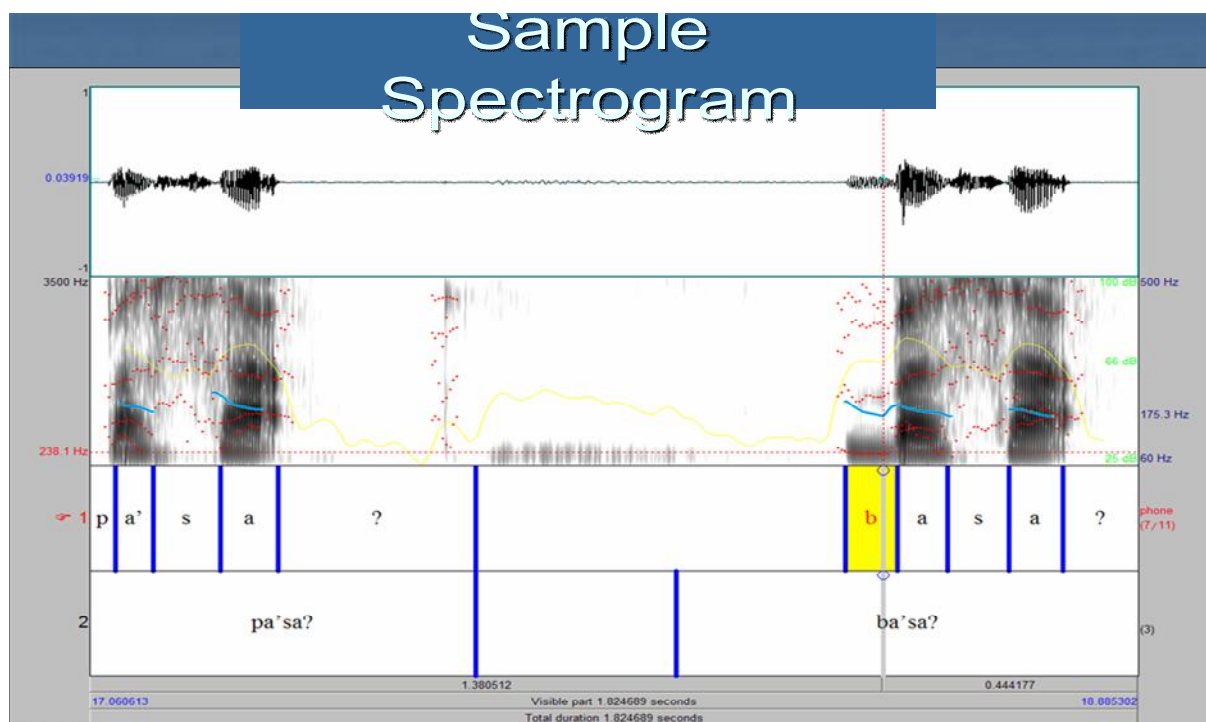 Sample
Spectrogram
1
0.03919
-1
3500 Hz
100 dB 500 Hz
66 dB
175.3 Hz
238.1 Hz
25 dB 60 Hz
1 p a' s a ? b a s a ? phone
(7/11)
2 pa'sa? ba'sa? (3)
1.380512 0.444177
17.060613 Visible part 1.824689 seconds 18.885302
Total duration 1.824689 seconds